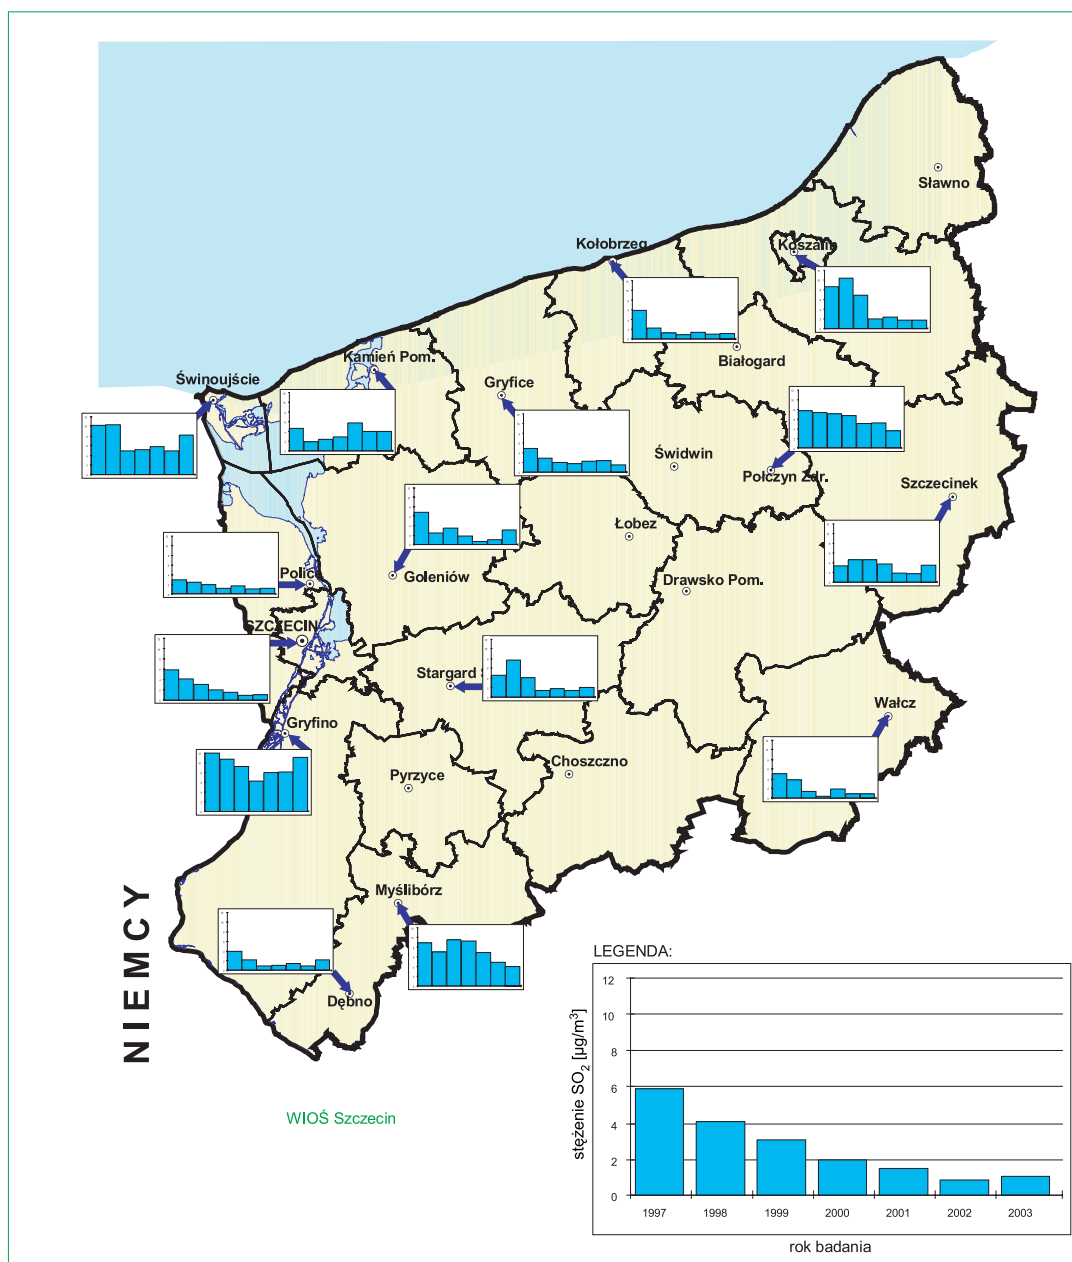 Sławno
Kołobrzeg
Koszalin
Białogard
Kamień Pom.
Świnoujście
Gryfice
Świdwin
Połczyn Zdr.
Szczecinek
Łobez
Police
Goleniów
Drawsko Pom.
SZCZECIN
Stargard
Wałcz
Gryfino
Choszczno
Pyrzyce
NIEMCY
Myślibórz
Dębno
WIOŚ Szczecin
LEGENDA:
stężenie SO2 [µg/m³]
12
10
8
6
4
2
0
1997 1998 1999 2000 2001 2002 2003
rok badania